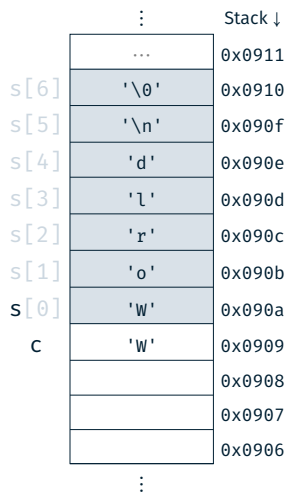 ⋮ Stack ↓
... 0x0911
s[6] '\0' 0x0910
s[5] '\n' 0x090f
s[4] 'd' 0x090e
s[3] 'l' 0x090d
s[2] 'r' 0x090c
s[1] 'o' 0x090b
s[0] 'W' 0x090a
c 'W' 0x0909
0x0908
0x0907
0x0906
⋮